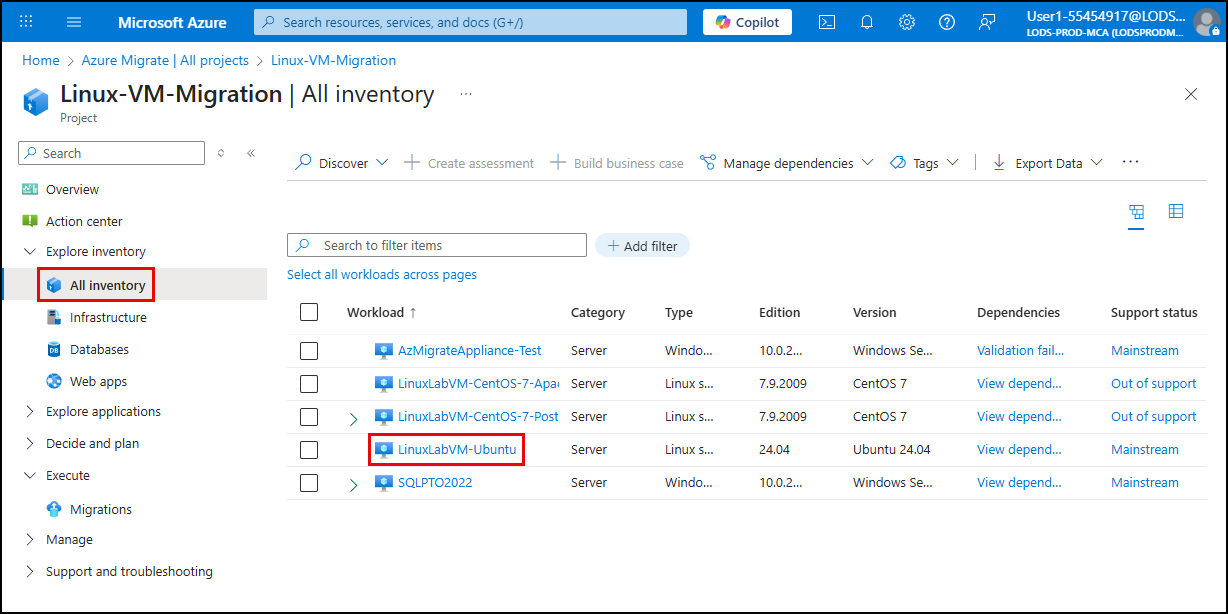 Microsoft Azure
Search resources, services, and docs (G+/)
Copilot
User1-55454917@LODS...
LODS-PROD-MCA (LODSPRODM...
Home > Azure Migrate | All projects > Linux-VM-Migration
Linux-VM-Migration | All inventory ...
Project
Search
Discover
Create assessment
Build business case
Manage dependencies
Tags
Export Data
Overview
Action center
Explore inventory
All inventory
Infrastructure
Databases
Web apps
Explore applications
Decide and plan
Execute
Migrations
Manage
Support and troubleshooting
Search to filter items
Add filter
Select all workloads across pages
Workload ↑ Category Type Edition Version Dependencies Support status
AzMigrateAppliance-Test Server Windo... 10.0.2... Windows Se... Validation fail... Mainstream
LinuxLabVM-CentOS-7-Apac Server Linux s... 7.9.2009 CentOS 7 View depend... Out of support
LinuxLabVM-CentOS-7-Post Server Linux s... 7.9.2009 CentOS 7 View depend... Out of support
LinuxLabVM-Ubuntu Server Linux s... 24.04 Ubuntu 24.04 View depend... Mainstream
SQLPTO2022 Server Windo... 10.0.2... Windows Se... View depend... Mainstream